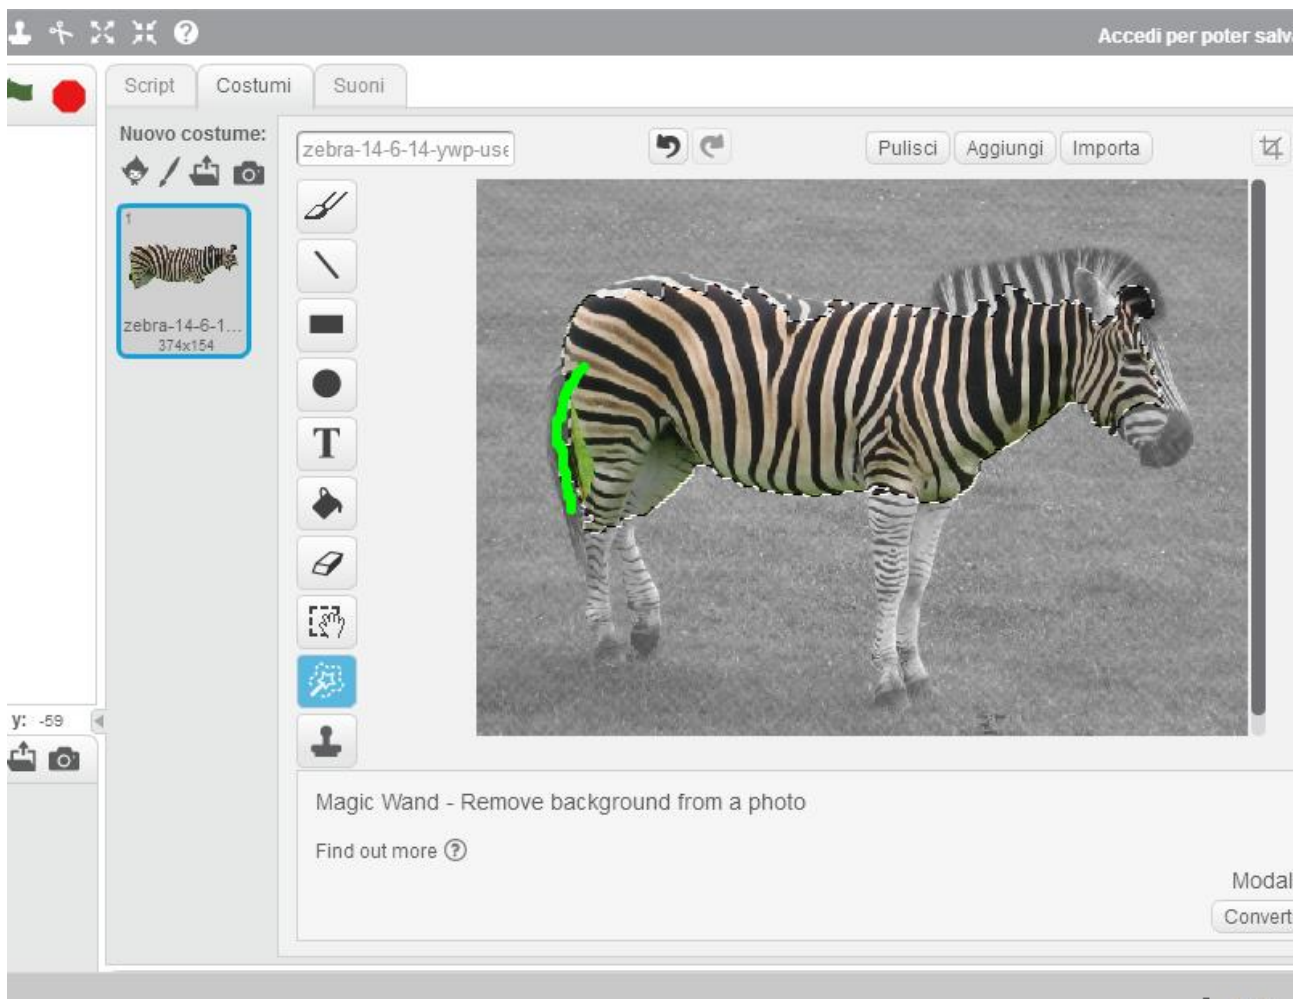 Accedi per poter salv
Script Costumi Suoni
Nuovo costume:
zebra-14-6-14-ywp-use
Pulisci Aggiungi Importa
1
zebra-14-6-1...
374x154
T
y: -59
Magic Wand - Remove background from a photo
Find out more ?
Modal
Convert